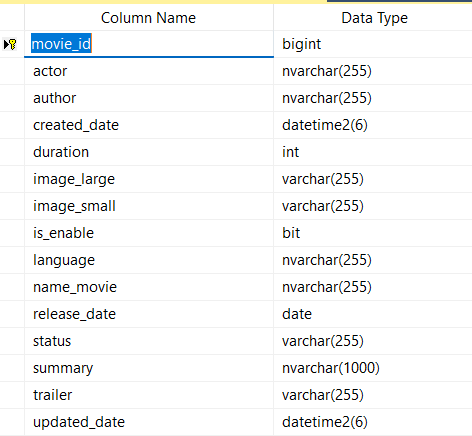 Column Name Data Type
movie_id bigint
actor nvarchar(255)
author nvarchar(255)
created_date datetime2(6)
duration int
image_large varchar(255)
image_small varchar(255)
is_enable bit
language nvarchar(255)
name_movie nvarchar(255)
release_date date
status varchar(255)
summary nvarchar(1000)
trailer varchar(255)
updated_date datetime2(6)